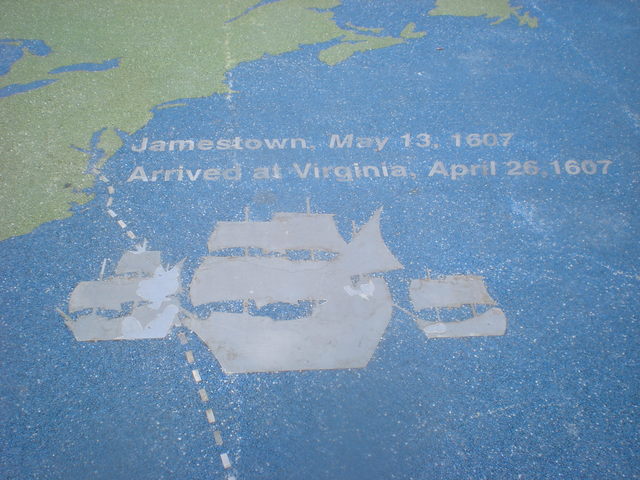 Jamestown, May 13, 1607
Arrived at Virginia, April 26,1607